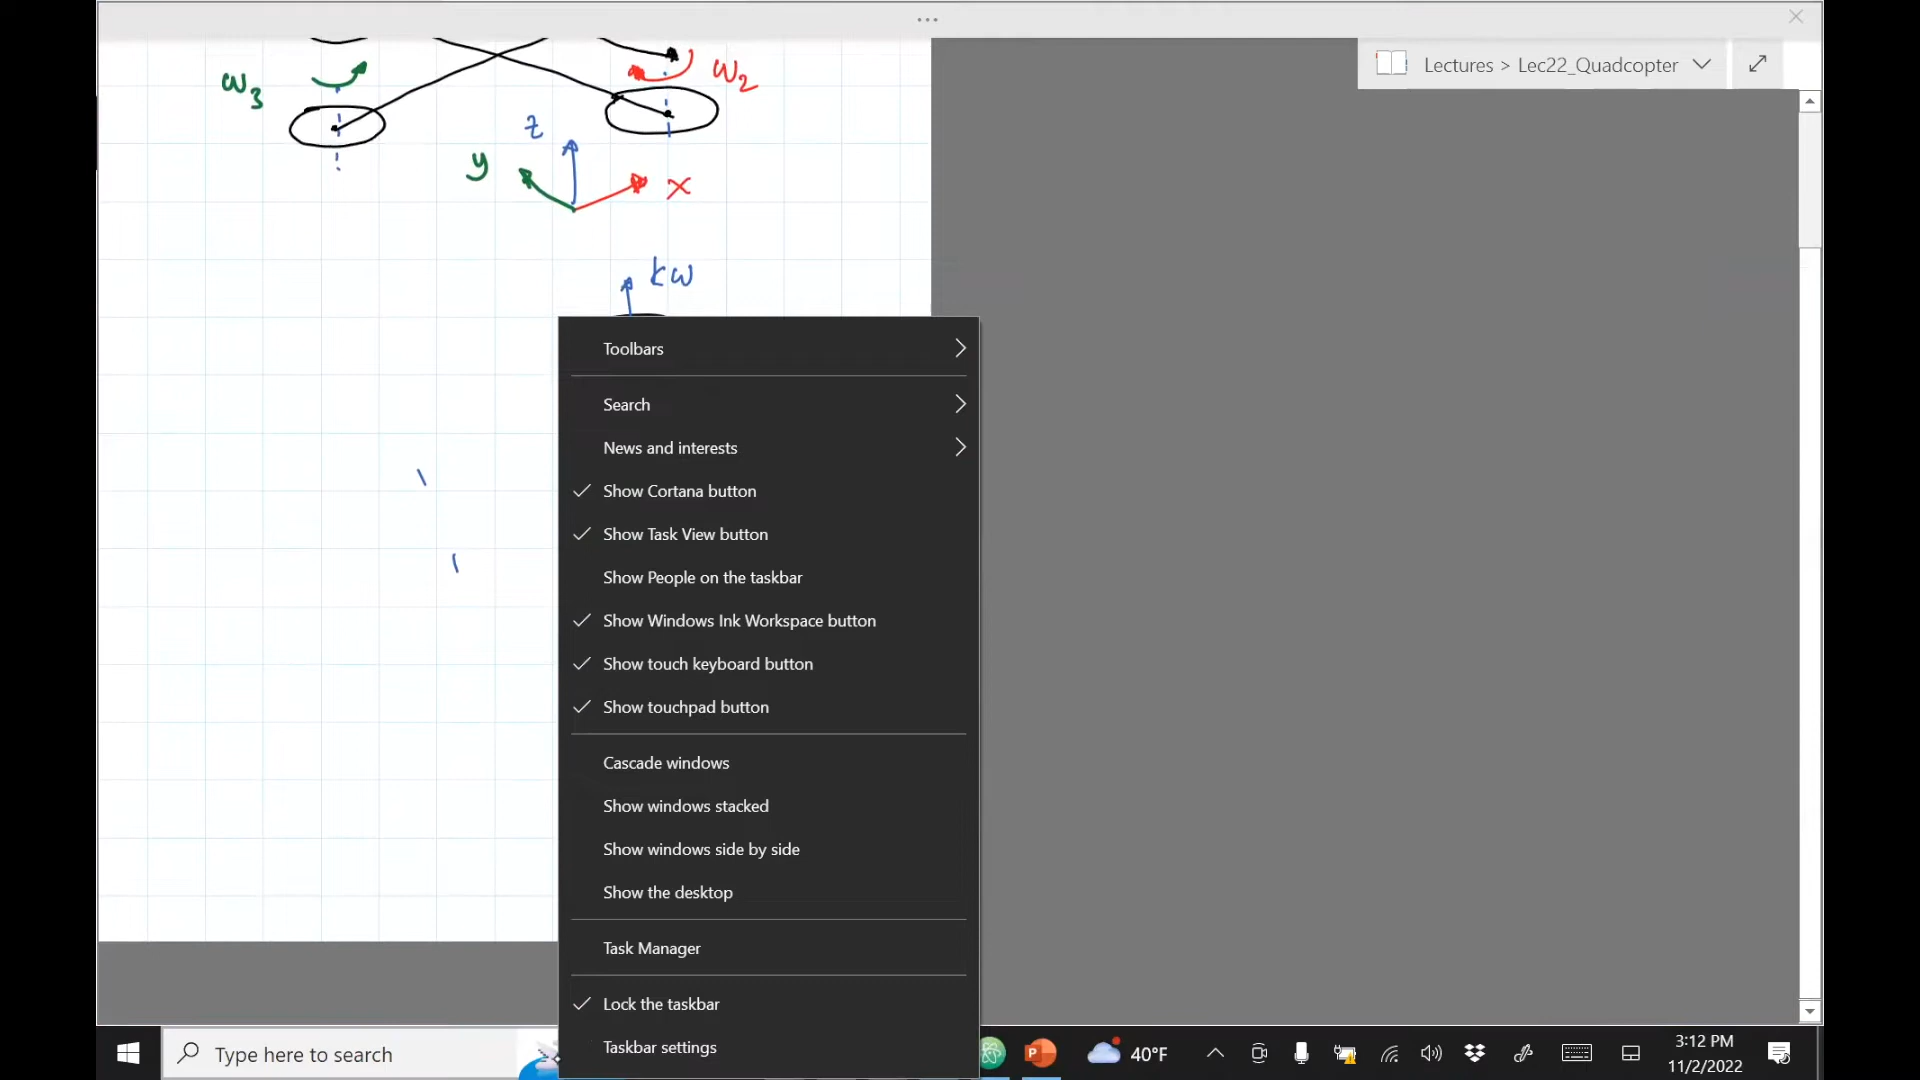 Lectures > Lec22_Quadcopter
ω3
ω2
z
y
x
kω
Toolbars
Search
News and interests
Show Cortana button
Show Task View button
Show People on the taskbar
Show Windows Ink Workspace button
Show touch keyboard button
Show touchpad button
Cascade windows
Show windows stacked
Show windows side by side
Show the desktop
Task Manager
Lock the taskbar
Taskbar settings
Type here to search
P
40°F
3:12 PM
11/2/2022